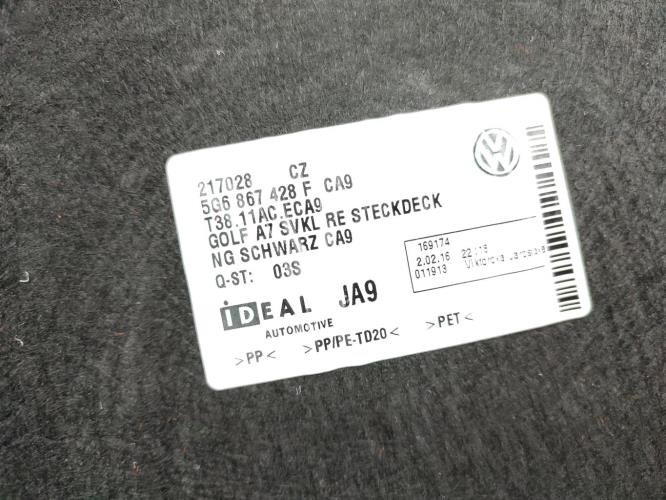 217028 CZ
5G6 867 428 F CA9
T38.11AC.ECA9
GOLF A7 SVKL RE STECKDECK
NG SCHWARZ CA9
Q-ST: 03S
169174
2.02.16 22:
011913
iDEAL JA9
AUTOMOTIVE
>PP< >PP/PE-TD20< >PET<